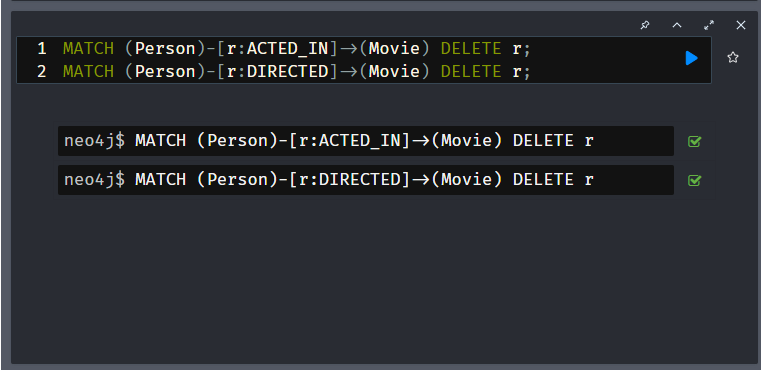 1 MATCH (Person)-[r:ACTED_IN]->(Movie) DELETE r;
2 MATCH (Person)-[r:DIRECTED]->(Movie) DELETE r;
neo4j$ MATCH (Person)-[r:ACTED_IN]->(Movie) DELETE r
neo4j$ MATCH (Person)-[r:DIRECTED]->(Movie) DELETE r